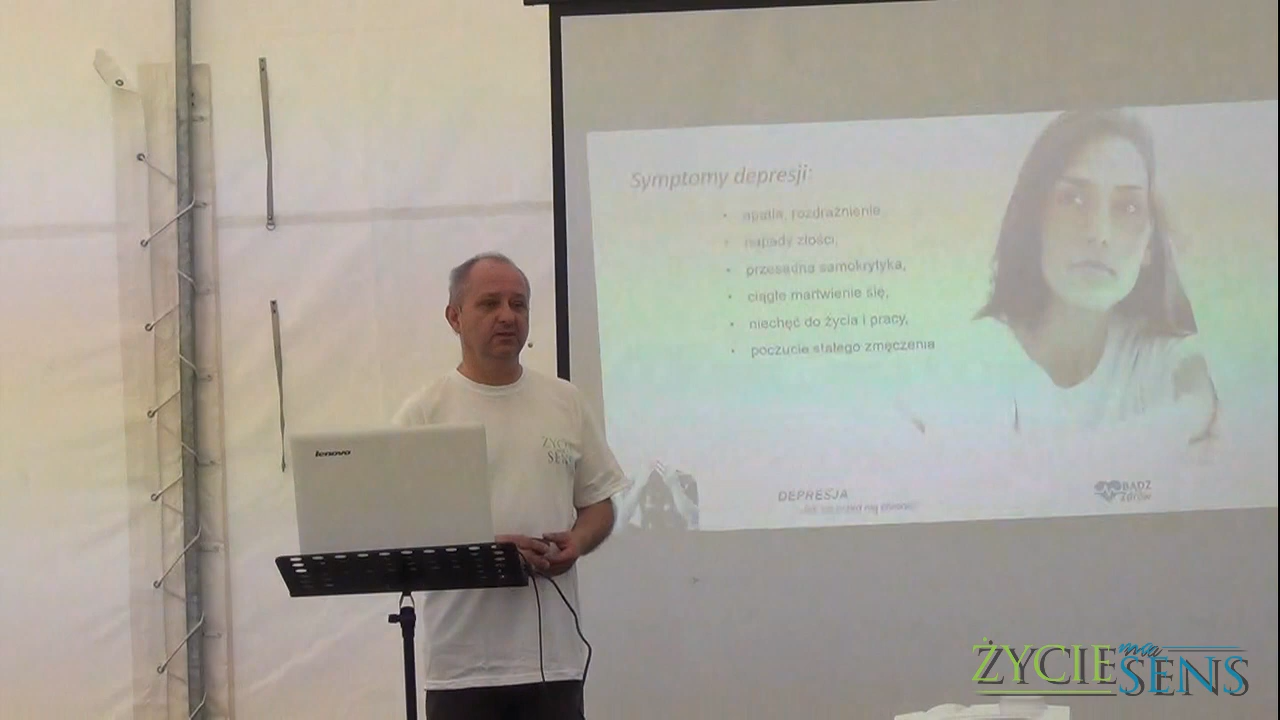 Symptomy depresji:
• apatia, rozdrażnienie
• napady złości,
• przesadna samokrytyka,
• ciągłe martwienie się,
• niechęć do życia i pracy,
• poczucie stałego zmęczenia
lenovo
ŻYCIE
SENS
DEPRESJA
BĄDŹ
zdrów
ŻYCIE ma SENS